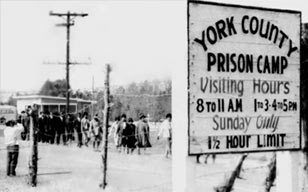 YORK COUNTY
PRISON CAMP
Visiting Hours
8 TO 11 A.M 1 TO 3-4 TO 5 PM
Sunday Only
1½ HOUR LIMIT